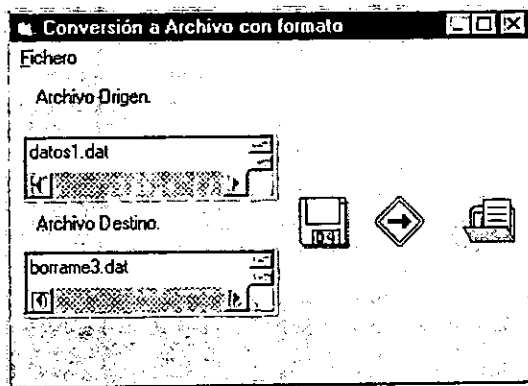 Conversión a Archivo con formato
Fichero
Archivo Origen.
datos1.dat
Archivo Destino.
borrame3.dat